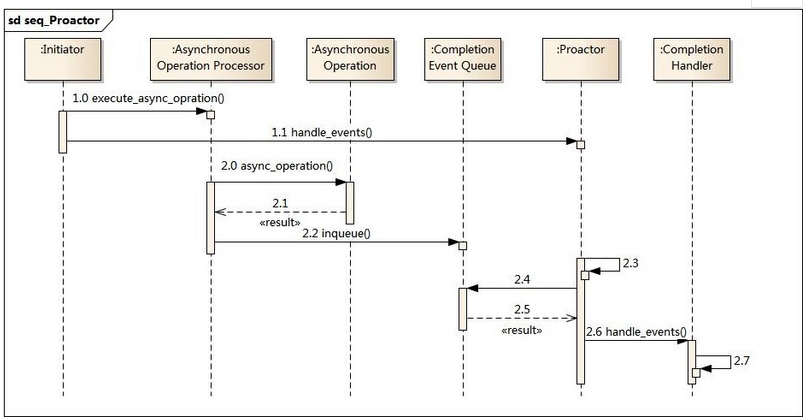 sd seq_Proactor
:Initiator
:Asynchronous
Operation Processor
:Asynchronous
Operation
:Completion
Event Queue
:Proactor
:Completion
Handler
1.0 execute_async_opration()
1.1 handle_events()
2.0 async_operation()
2.1
«result»
2.2 inqueue()
2.3
2.4
2.5
«result»
2.6 handle_events()
2.7